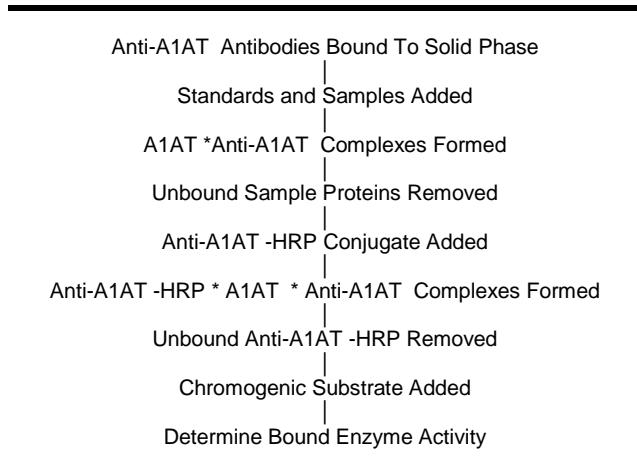 Anti-A1AT Antibodies Bound To Solid Phase
Standards and Samples Added
A1AT *Anti-A1AT Complexes Formed
Unbound Sample Proteins Removed
Anti-A1AT -HRP Conjugate Added
Anti-A1AT -HRP * A1AT * Anti-A1AT Complexes Formed
Unbound Anti-A1AT -HRP Removed
Chromogenic Substrate Added
Determine Bound Enzyme Activity